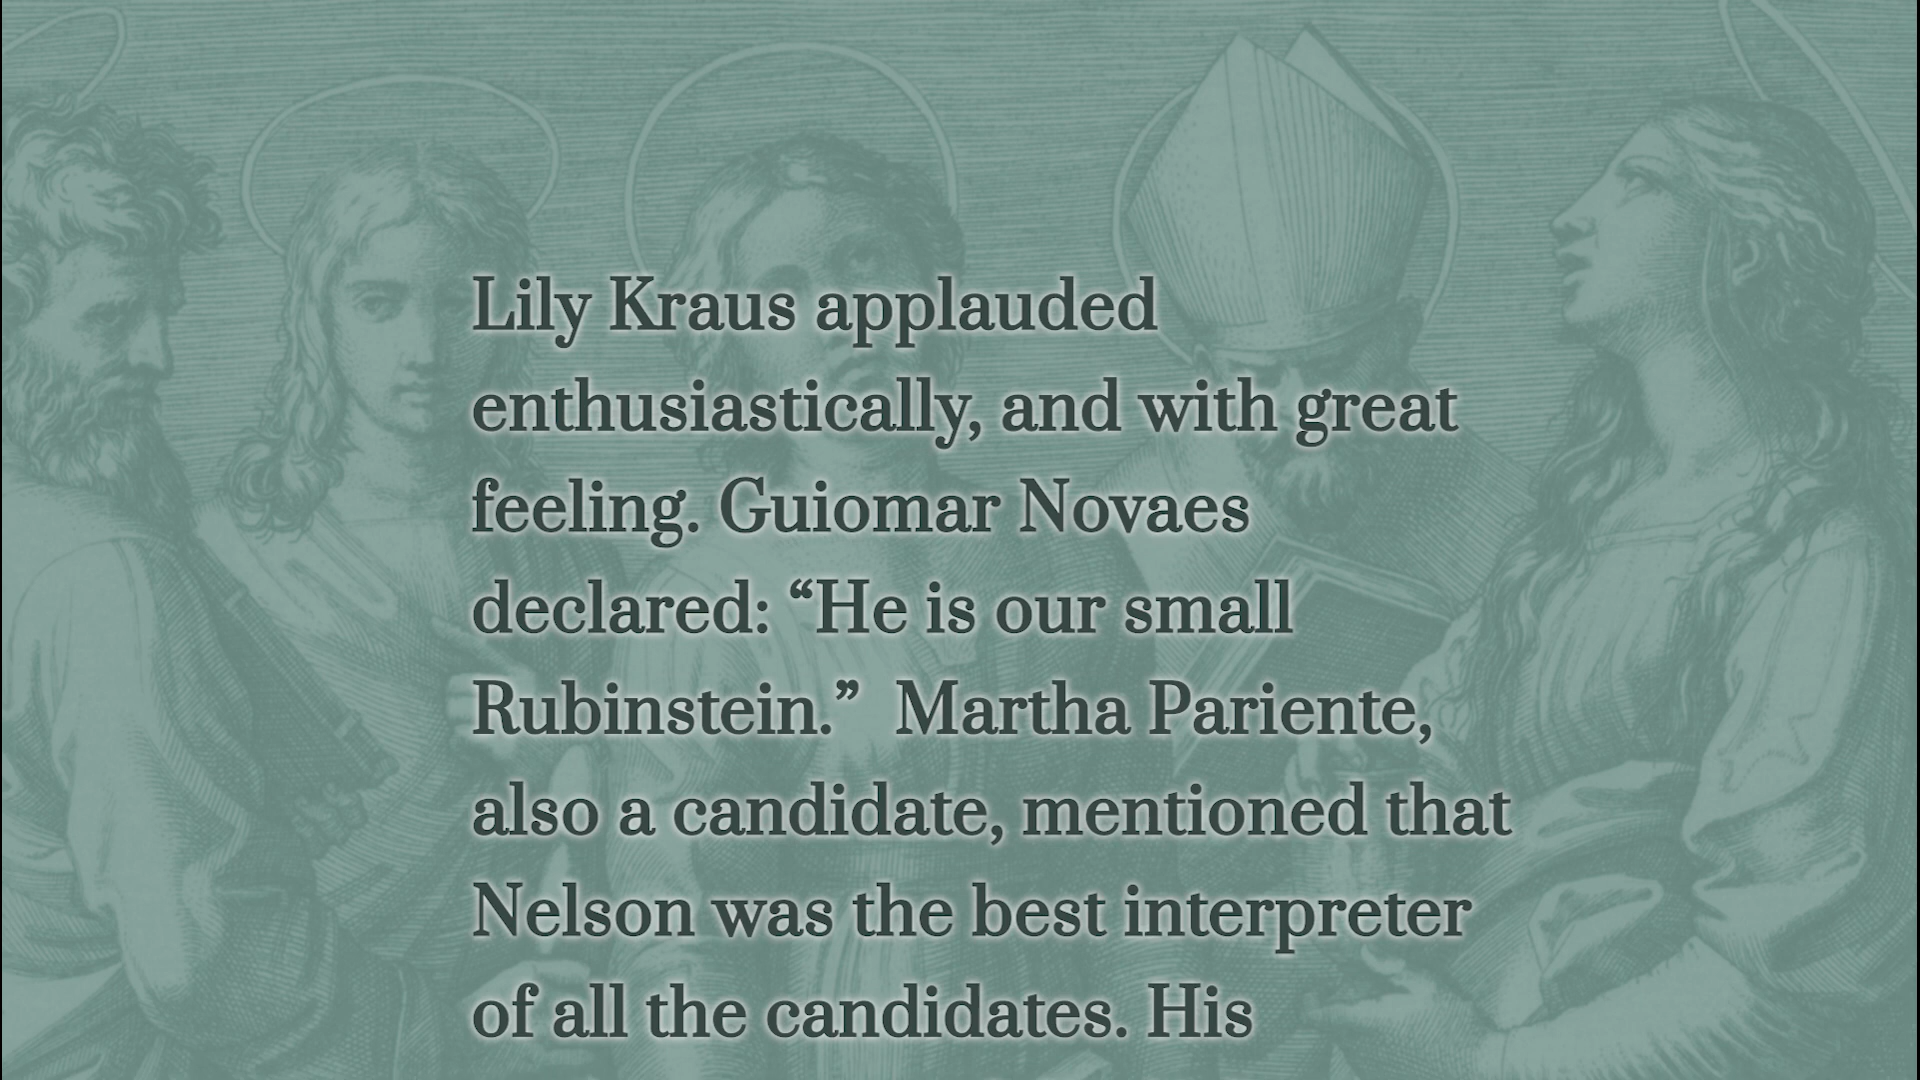 Lily Kraus applauded
enthusiastically, and with great
feeling. Guiomar Novaes
declared: “He is our small
Rubinstein.”  Martha Pariente,
also a candidate, mentioned that
Nelson was the best interpreter
of all the candidates. His